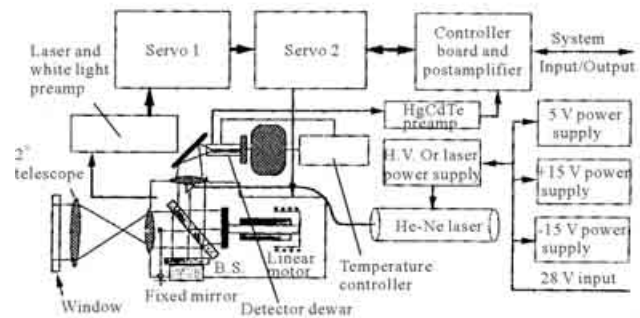 Laser and
white light
preamp
Servo 1
Servo 2
Controller
board and
postamplifier
System
Input/Output
HgCdTe
preamp
5 V power
supply
H.V. Or laser
power supply
+15 V power
supply
-15 V power
supply
28 V input
2°
telescope
He-Ne laser
B.S.
Linear
motor
Temperature
controller
Fixed mirror
Detector dewar
Window